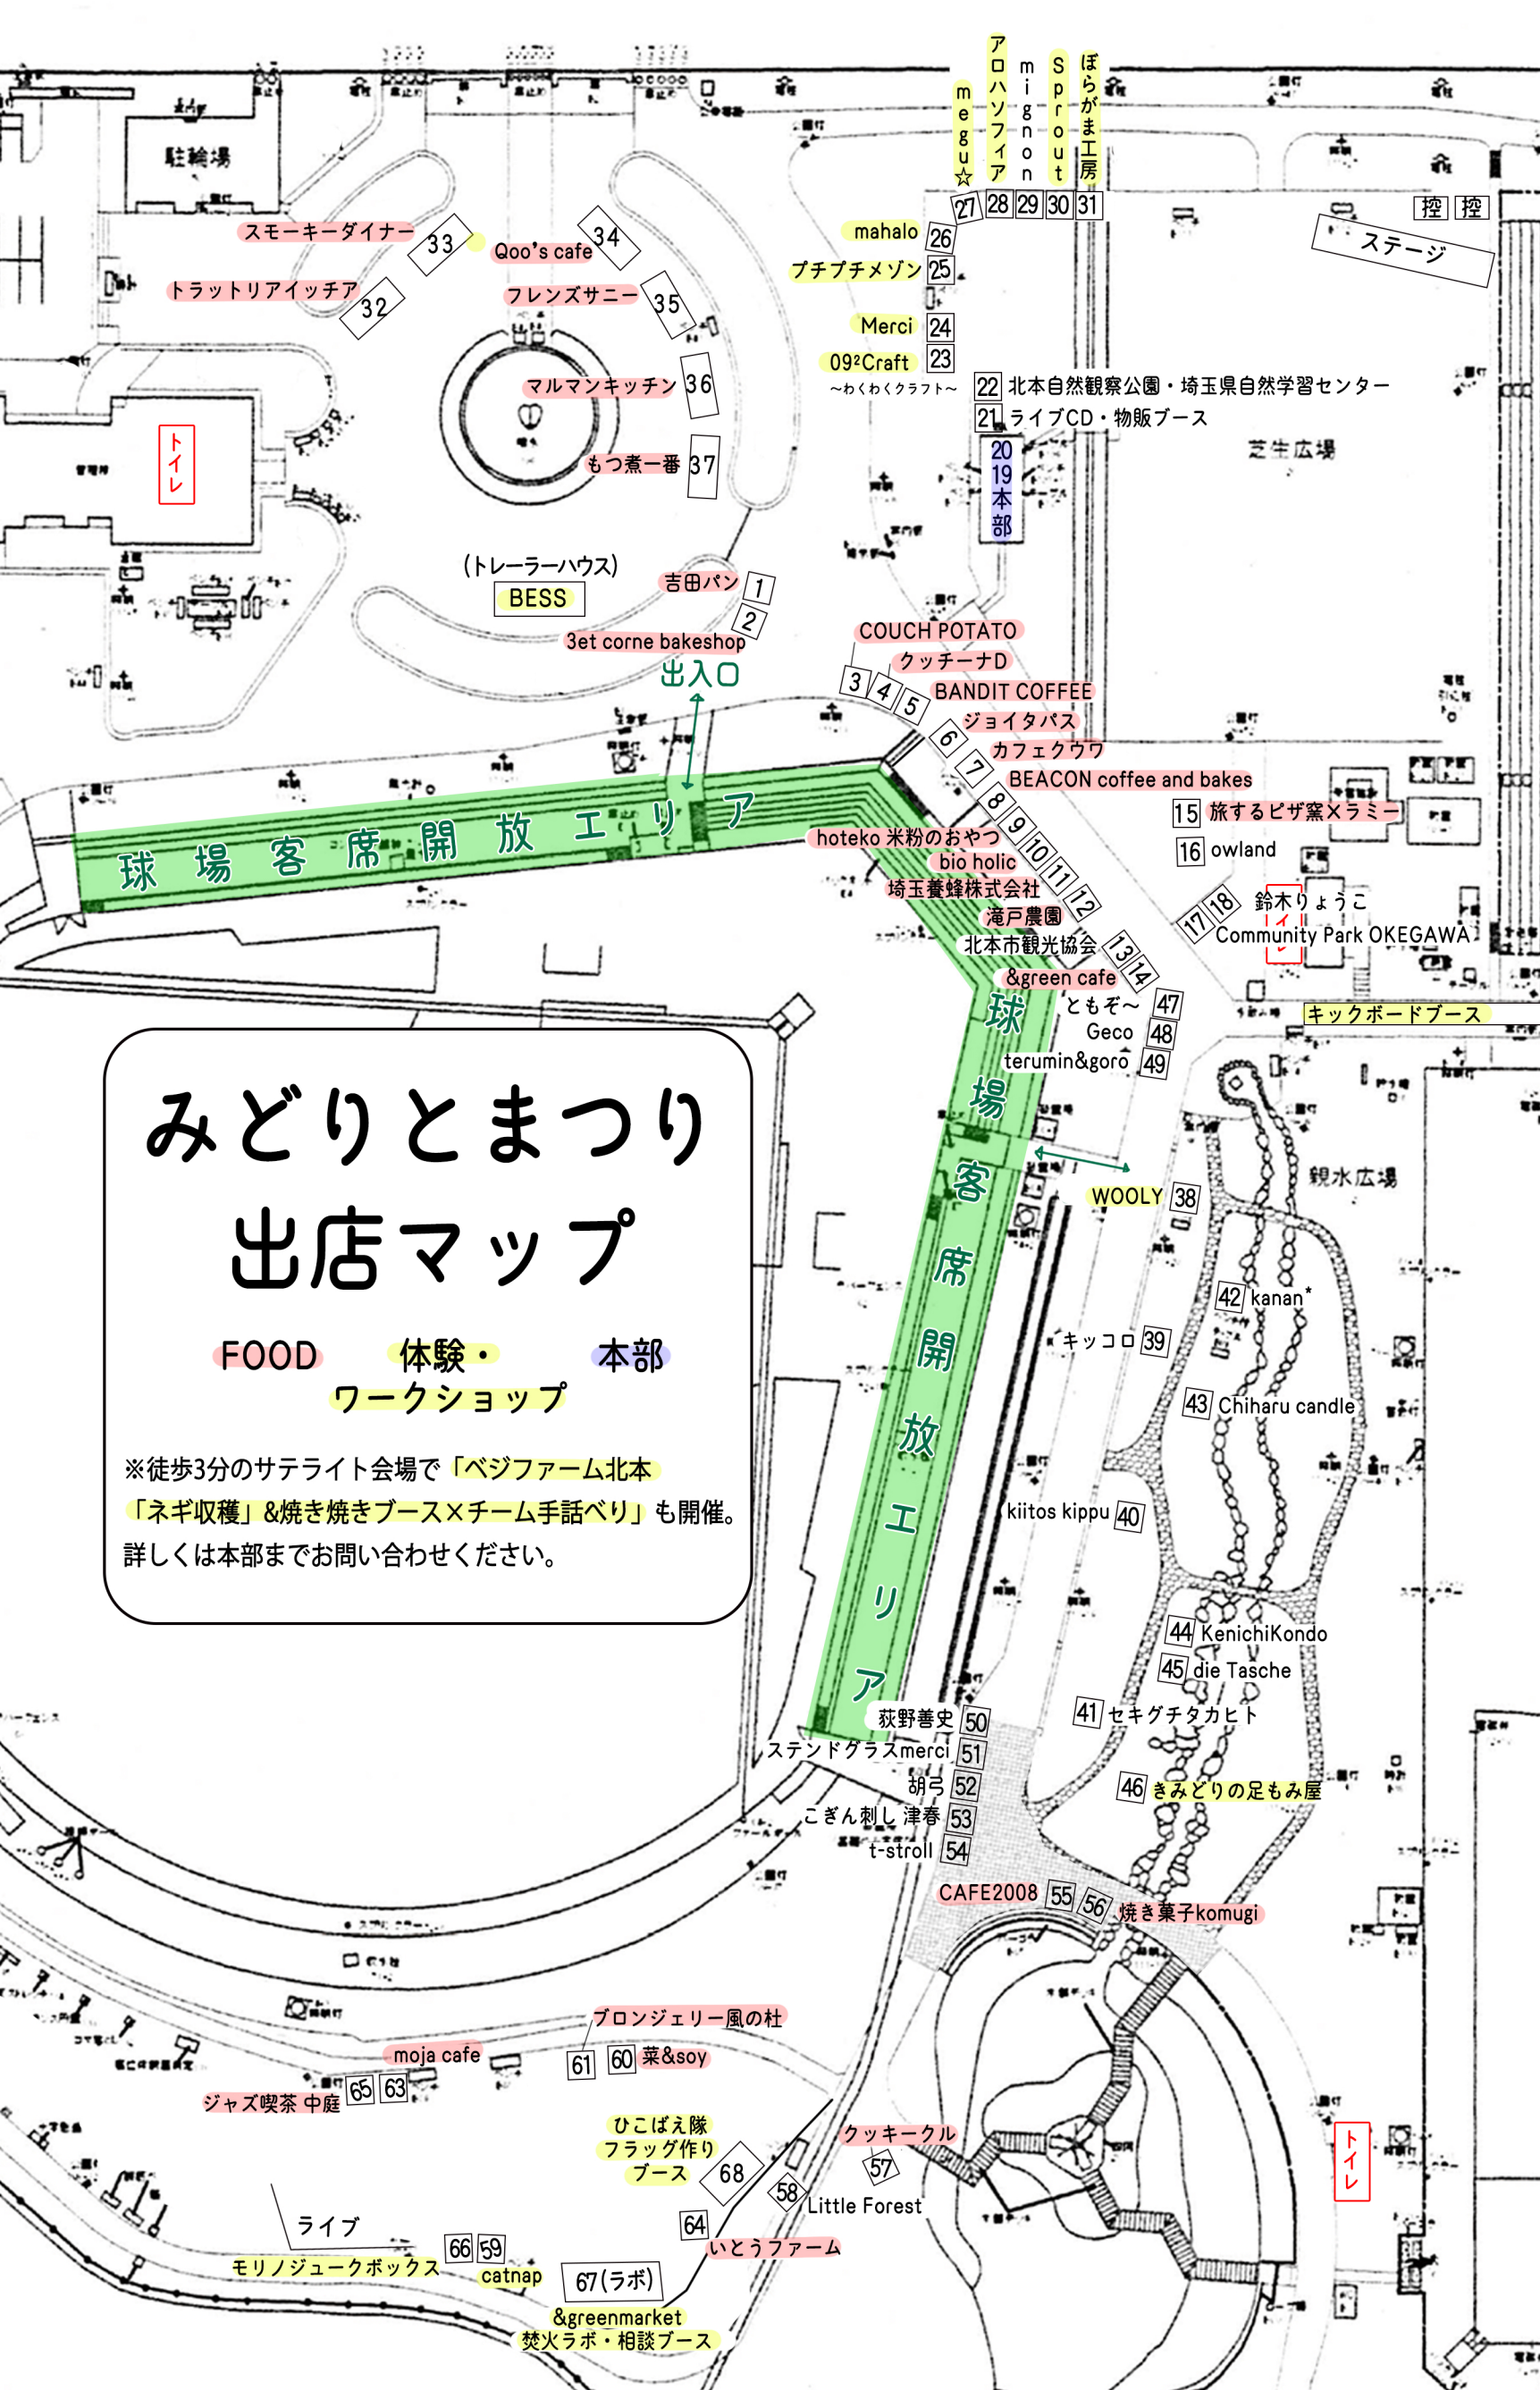 megu☆
アロハソフィア
mignon
Sprout
ぼらがま工房
27 28 29 30 31
駐輪場
スモーキーダイナー 33
Qoo's cafe 34
mahalo 26
控 控
ステージ
プチプチメゾン 25
トラットリアイッチア 32
フレンズサニー 35
Merci 24
09²Craft 23
～わくわくクラフト～
マルマンキッチン 36
22 北本自然観察公園・埼玉県自然学習センター
21 ライブCD・物販ブース
トイレ
もつ煮一番 37
20
19
本部
芝生広場
(トレーラーハウス)
BESS
吉田パン 1
2
3et corne bakeshop
出入口
COUCH POTATO
クッチーナD
3 4 5 BANDIT COFFEE
ジョイタパス
6 カフェクウワ
7 BEACON coffee and bakes
8 9 10 11 12
球場客席開放エリア
hoteko 米粉のおやつ
bio holic
埼玉養蜂株式会社
滝戸農園
北本市観光協会 13
&green cafe 14
15 旅するピザ窯×ラミー
16 owland
17 18 鈴木りょうこ
Community Park OKEGAWA
ともぞ〜 47
Geco 48
terumin&goro 49
キックボードブース
球場客席開放エリア
みどりとまつり
出店マップ
FOOD 体験・ 本部
ワークショップ
※徒歩3分のサテライト会場で「ベジファーム北本
「ネギ収穫」&焼き焼きブース×チーム手話べり」も開催。
詳しくは本部までお問い合わせください。
親水広場
WOOLY 38
42 kanan*
キッコロ 39
43 Chiharu candle
kiitos kippu 40
44 KenichiKondo
45 die Tasche
41 セキグチタカヒト
46 きみどりの足もみ屋
荻野善史 50
ステンドグラスmerci 51
胡弓 52
こぎん刺し 津春 53
t-stroll 54
CAFE2008 55 56 焼き菓子komugi
ブロンジェリー風の杜
61 60 菜&soy
moja cafe
ジャズ喫茶 中庭 65 63
ひこばえ隊
フラッグ作り
ブース
68
クッキークル
57
58
Little Forest
トイレ
64
いとうファーム
ライブ
モリノジュークボックス 66 59
catnap
67(ラボ)
&greenmarket
焚火ラボ・相談ブース